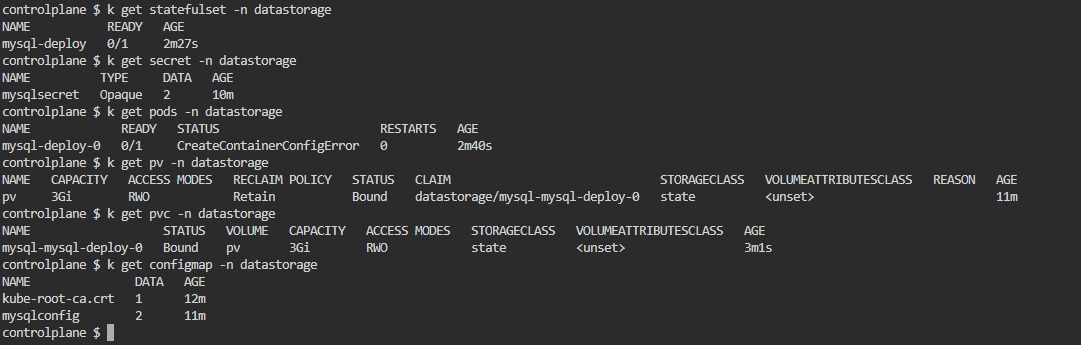 controlplane $ k get statefulset -n datastorage
NAME           READY   AGE
mysql-deploy   0/1     2m27s
controlplane $ k get secret -n datastorage
NAME          TYPE     DATA   AGE
mysqlsecret   Opaque   2      10m
controlplane $ k get pods -n datastorage
NAME             READY   STATUS                       RESTARTS   AGE
mysql-deploy-0   0/1     CreateContainerConfigError   0          2m40s
controlplane $ k get pv -n datastorage
NAME   CAPACITY   ACCESS MODES   RECLAIM POLICY   STATUS   CLAIM                              STORAGECLASS   VOLUMEATTRIBUTESCLASS   REASON   AGE
pv     3Gi        RWO            Retain           Bound    datastorage/mysql-mysql-deploy-0   state          <unset>                          11m
controlplane $ k get pvc -n datastorage
NAME                   STATUS   VOLUME   CAPACITY   ACCESS MODES   STORAGECLASS   VOLUMEATTRIBUTESCLASS   AGE
mysql-mysql-deploy-0   Bound    pv       3Gi        RWO            state          <unset>                 3m1s
controlplane $ k get configmap -n datastorage
NAME               DATA   AGE
kube-root-ca.crt   1      12m
mysqlconfig        2      11m
controlplane $